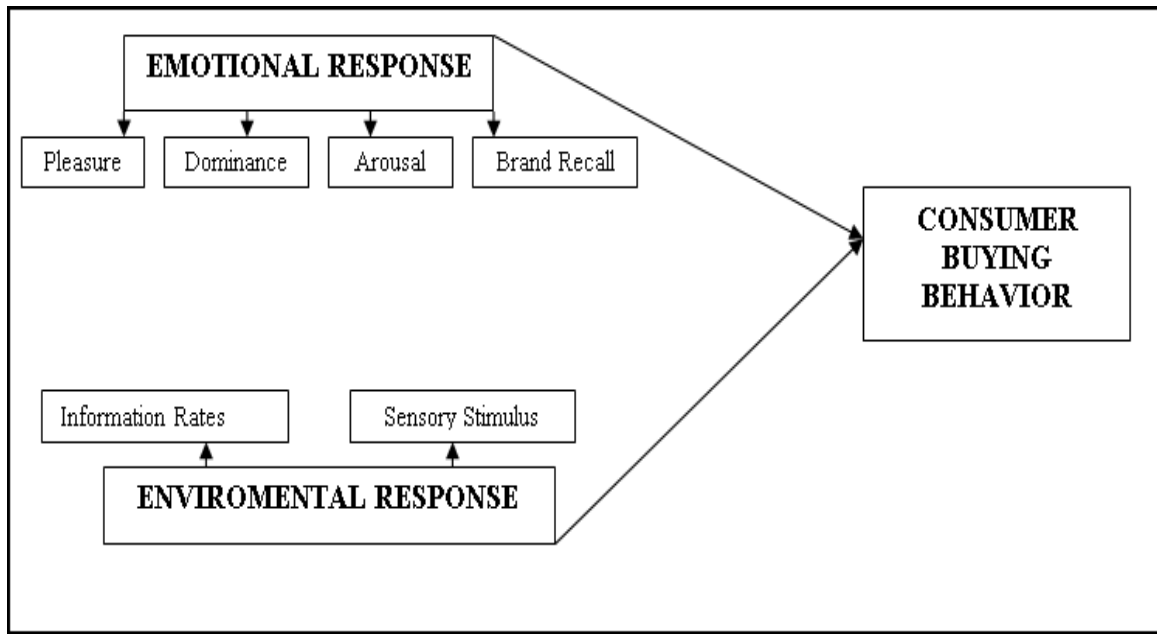 EMOTIONAL RESPONSE
Pleasure
Dominance
Arousal
Brand Recall
CONSUMER
BUYING
BEHAVIOR
Information Rates
Sensory Stimulus
ENVIROMENTAL RESPONSE